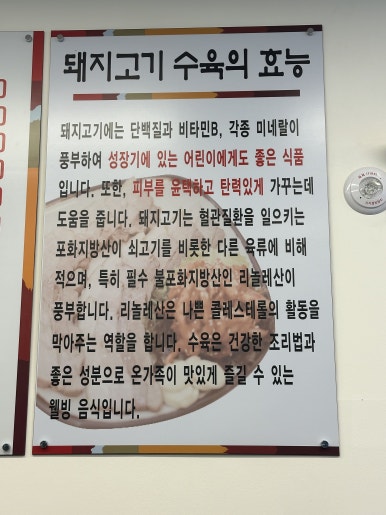 돼지고기 수육의 효능
돼지고기에는 단백질과 비타민B, 각종 미네랄이
풍부하여 성장기에 있는 어린이에게도 좋은 식품
입니다. 또한, 피부를 윤택하고 탄력있게 가꾸는데
도움을 줍니다. 돼지고기는 혈관질환을 일으키는
포화지방산이 쇠고기를 비롯한 다른 육류에 비해
적으며, 특히 필수 불포화지방산인 리놀레산이
풍부합니다. 리놀레산은 나쁜 콜레스테롤의 활동을
막아주는 역할을 합니다. 수육은 건강한 조리법과
좋은 성분으로 온가족이 맛있게 즐길 수 있는
웰빙 음식입니다.